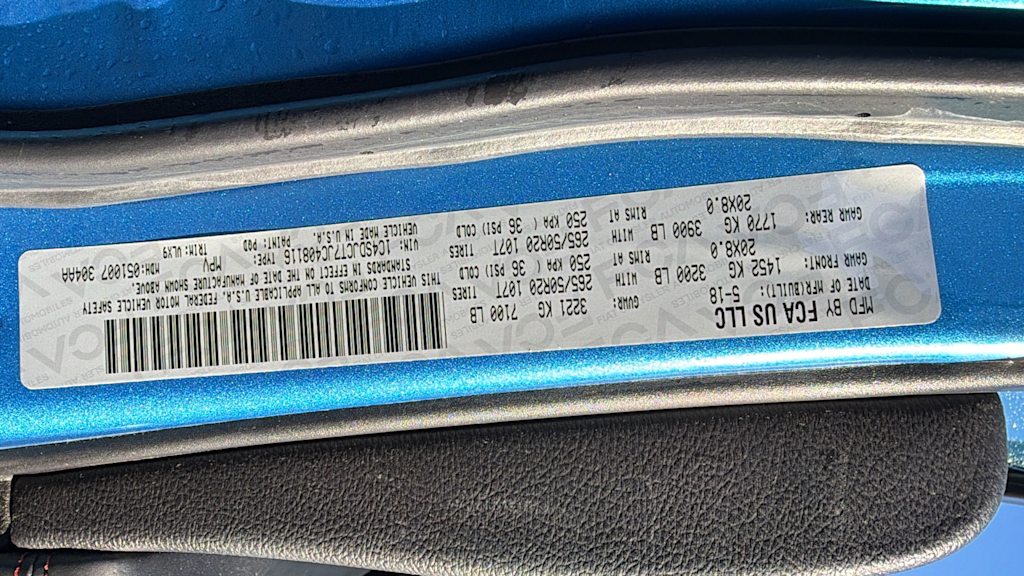 MFD BY FCA US LLC
DATE OF MFR(BUILT): 5-18 GVWR: 3221 KG 7100 LB
GAWR FRONT: 1452 KG 3200 LB WITH 265/50R20 107T TIRES
20X8.0 RIMS AT 250 KPA ( 36 PSI) COLD
GAWR REAR: 1770 KG 3900 LB WITH 265/50R20 107T TIRES
20X8.0 RIMS AT 250 KPA ( 36 PSI) COLD
THIS VEHICLE CONFORMS TO ALL APPLICABLE U.S.A. FEDERAL MOTOR VEHICLE SAFETY
STANDARDS IN EFFECT ON THE DATE OF MANUFACTURE SHOWN ABOVE.
VIN: 1C4SDJCT7JC408116 TYPE: MPV MDH: 051007 304AA
VEHICLE MADE IN U.S.A. PAINT: TRIM: VLX9